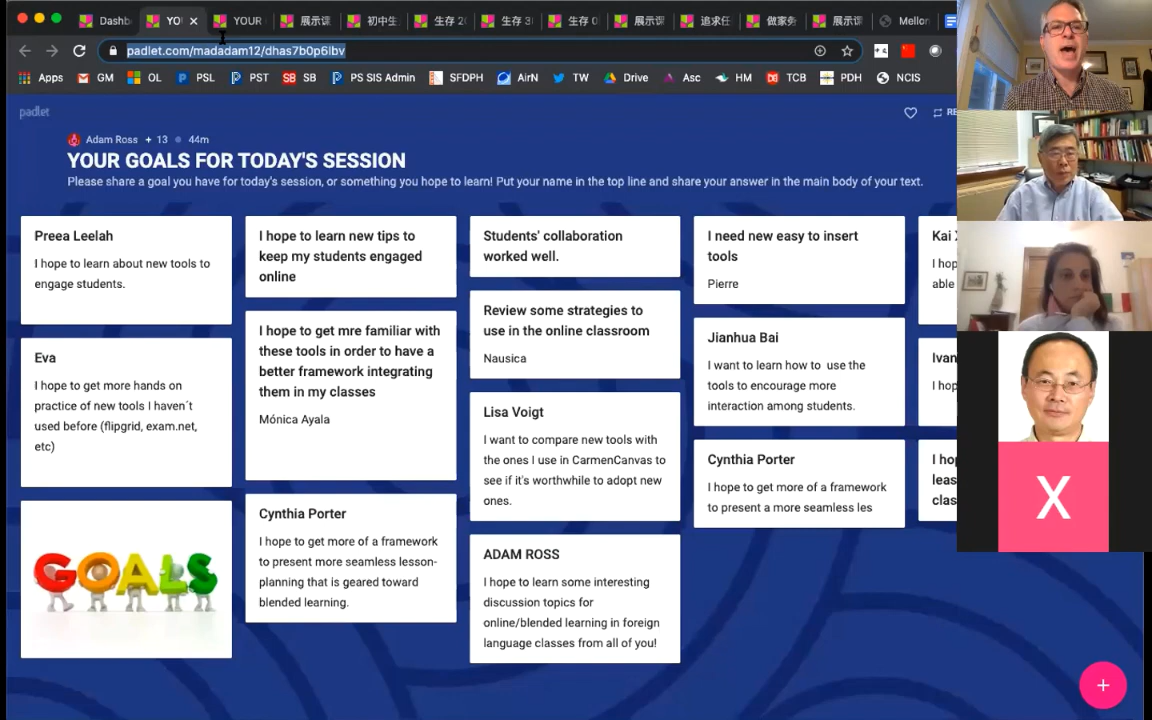 Dashb
YO
YOUR
展示课
初中生
生存 2
生存 3
生存 0
展示课
追求任
做家务
展示课
Mellon
padlet.com/madadam12/dhas7b0p6lbv
Apps
GM
OL
PSL
PST
SB
PS SIS Admin
SFDPH
AirN
TW
Drive
Asc
HM
TCB
PDH
NCIS
padlet
RE
Adam Ross + 13 44m
YOUR GOALS FOR TODAY'S SESSION
Please share a goal you have for today's session, or something you hope to learn! Put your name in the top line and share your answer in the main body of your text.
Preea Leelah
I hope to learn about new tools to
engage students.
Eva
I hope to get more hands on
practice of new tools I haven´t
used before (flipgrid, exam.net,
etc)
GOALS
I hope to learn new tips to
keep my students engaged
online
I hope to get mre familiar with
these tools in order to have a
better framework integrating
them in my classes
Mónica Ayala
Cynthia Porter
I hope to get more of a framework
to present more seamless lesson-
planning that is geared toward
blended learning.
Students' collaboration
worked well.
Review some strategies to
use in the online classroom
Nausica
Lisa Voigt
I want to compare new tools with
the ones I use in CarmenCanvas to
see if it's worthwhile to adopt new
ones.
ADAM ROSS
I hope to learn some interesting
discussion topics for
online/blended learning in foreign
language classes from all of you!
I need new easy to insert
tools
Pierre
Jianhua Bai
I want to learn how to use the
tools to encourage more
interaction among students.
Cynthia Porter
I hope to get more of a framework
to present a more seamless les
Kai
I hop
able
Ivan
I hop
I hop
leas
clas
X